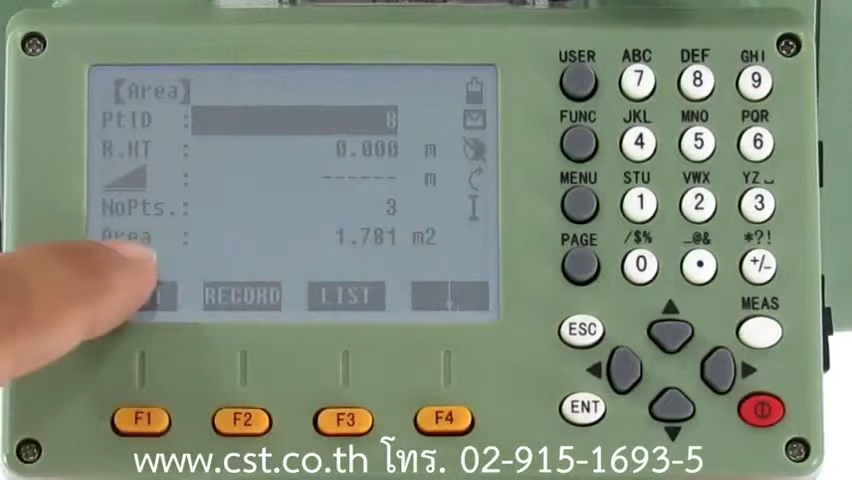 【Area】
PtID : 8
R.HT : 0.000 m
: ------ m
NoPts.: 3
Area : 1.781 m2
RECORD LIST ↓
USER ABC 7 DEF 8 GHI 9
FUNC JKL 4 MNO 5 PQR 6
MENU STU 1 VWX 2 YZ⎵ 3
PAGE /$% 0 _@& • *?! +/-
MEAS
ESC
ENT
F1 F2 F3 F4
www.cst.co.th โทร. 02-915-1693-5